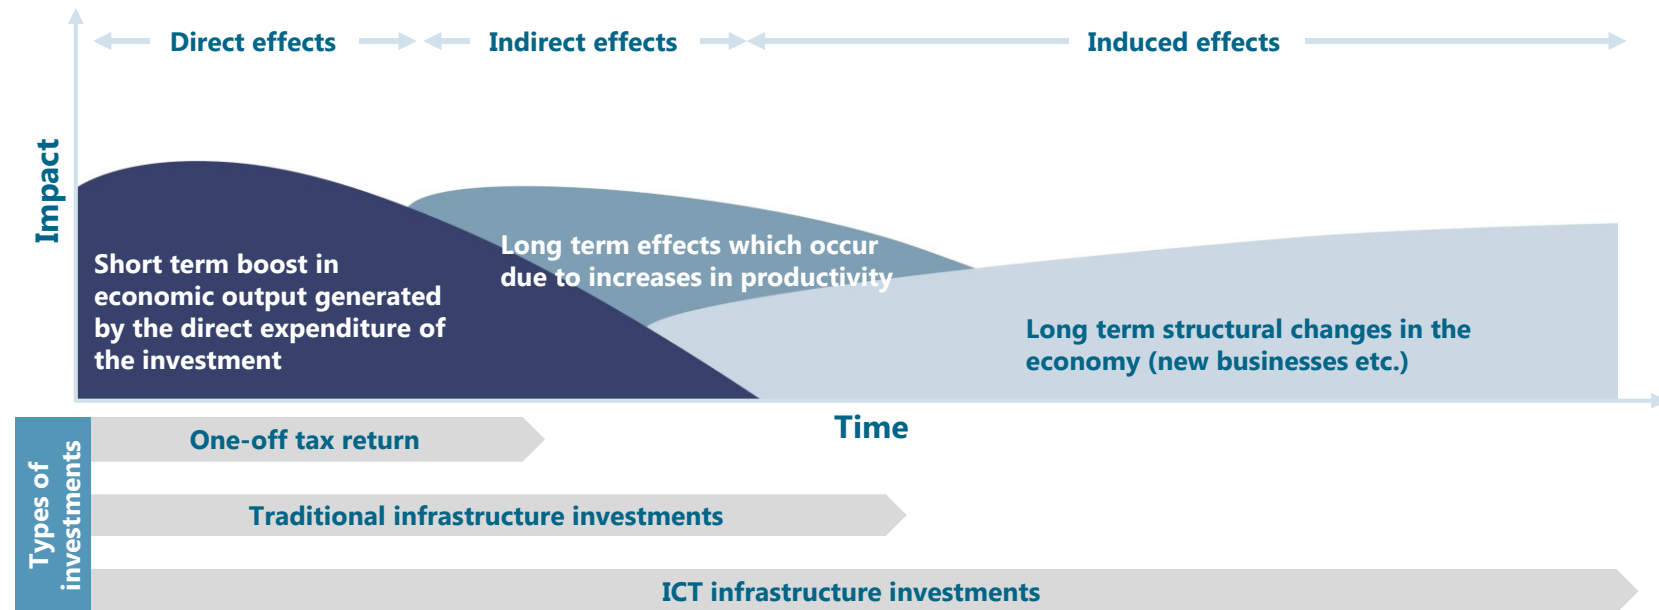 Direct effects
Indirect effects
Induced effects
Impact
Short term boost in
economic output generated
by the direct expenditure of
the investment
Long term effects which occur
due to increases in productivity
Long term structural changes in the
economy (new businesses etc.)
Time
Types of
investments
One-off tax return
Traditional infrastructure investments
ICT infrastructure investments